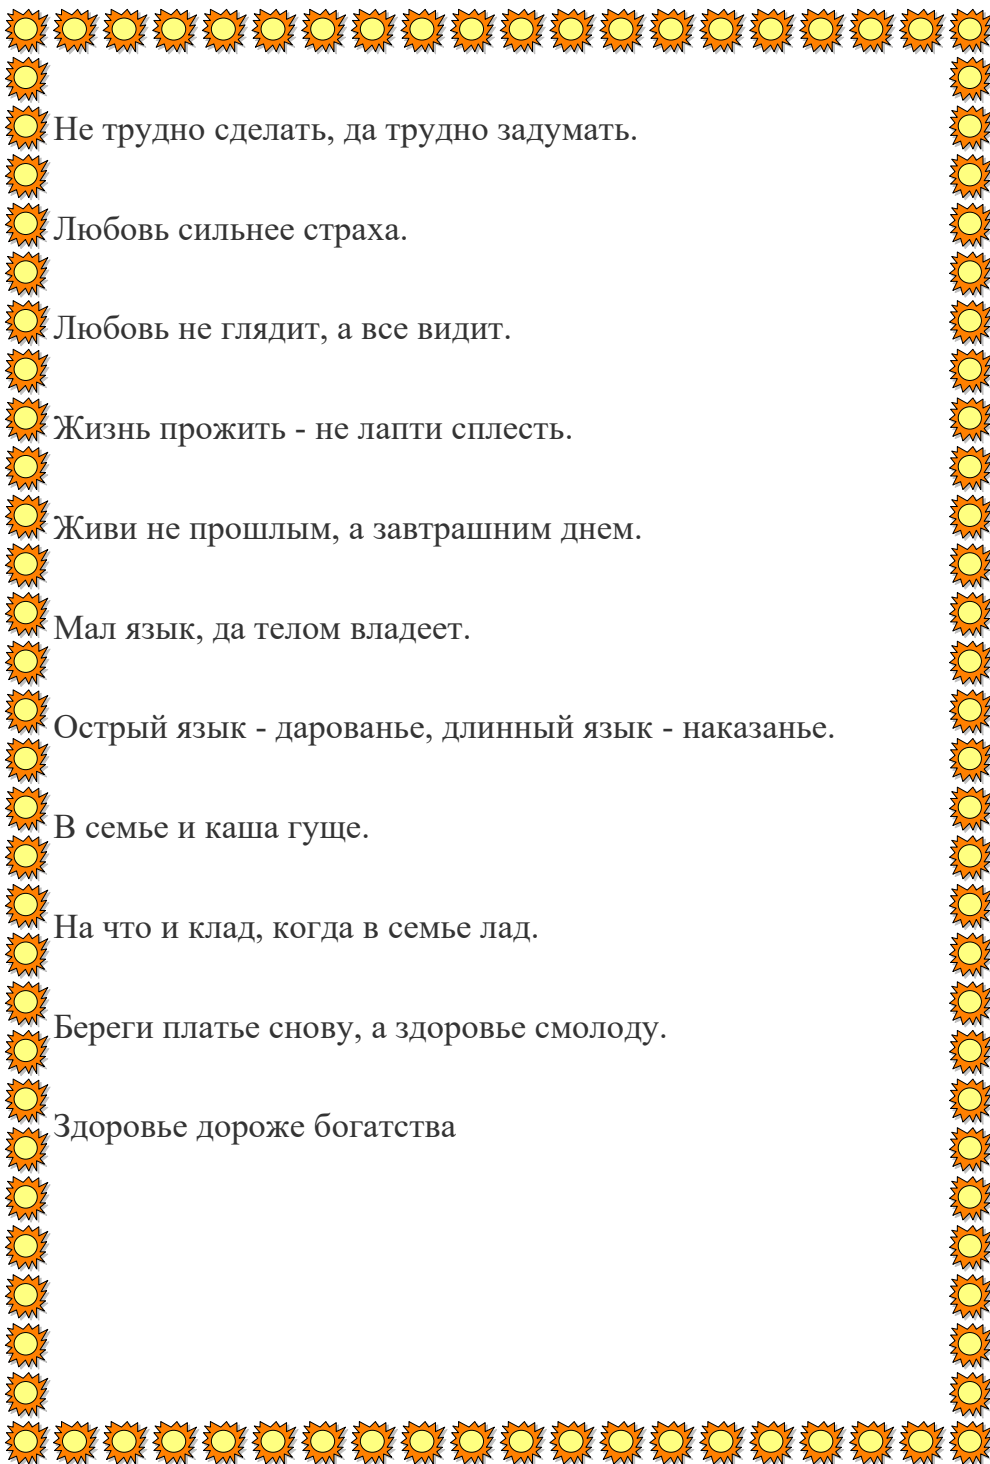 Не трудно сделать, да трудно задумать.
Любовь сильнее страха.
Любовь не глядит, а все видит.
Жизнь прожить - не лапти сплесть.
Живи не прошлым, а завтрашним днем.
Мал язык, да телом владеет.
Острый язык - дарованье, длинный язык - наказанье.
В семье и каша гуще.
На что и клад, когда в семье лад.
Береги платье снову, а здоровье смолоду.
Здоровье дороже богатства